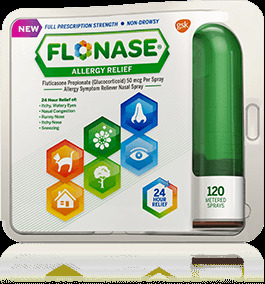 NEW
FULL PRESCRIPTION STRENGTH • NON-DROWSY
gsk
FLONASE®
ALLERGY RELIEF
Fluticasone Propionate (Glucocorticoid) 50 mcg Per Spray
Allergy Symptom Reliever Nasal Spray
24 Hour Relief of:
• Itchy, Watery Eyes
• Nasal Congestion
• Runny Nose
• Itchy Nose
• Sneezing
24
HOUR
RELIEF
120
METERED
SPRAYS